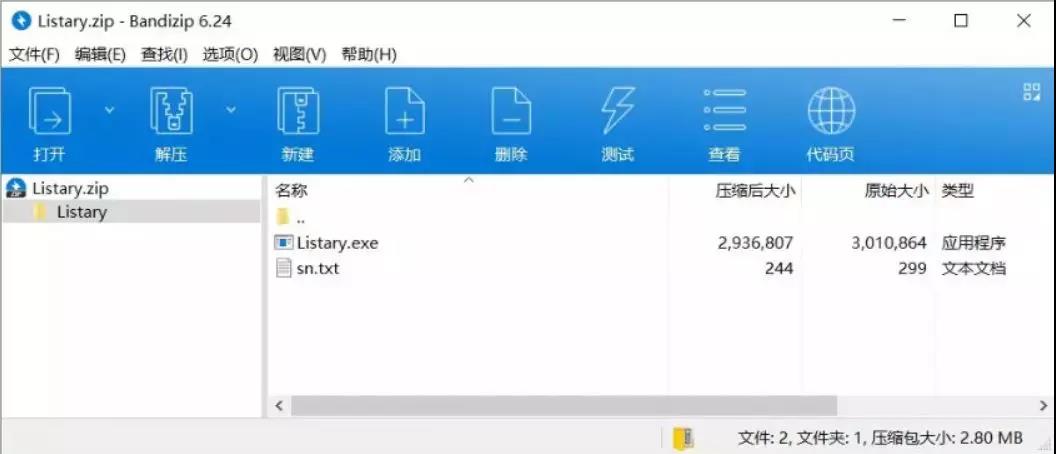 Listary.zip - Bandizip 6.24
文件(F) 编辑(E) 查找(I) 选项(O) 视图(V) 帮助(H)
打开 解压 新建 添加 删除 测试 查看 代码页
Listary.zip
Listary
名称 压缩后大小 原始大小 类型
..
Listary.exe 2,936,807 3,010,864 应用程序
sn.txt 244 299 文本文档
文件: 2, 文件夹: 1, 压缩包大小: 2.80 MB